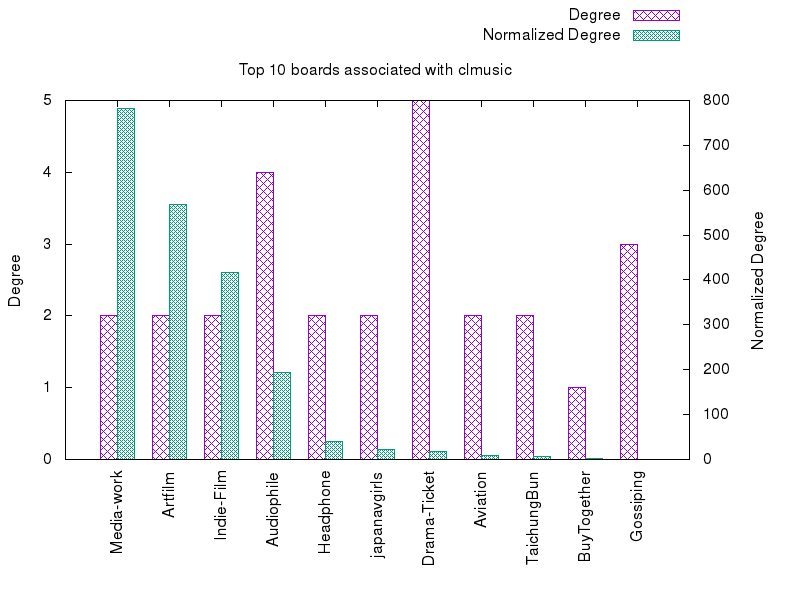 Degree
Normalized Degree
Top 10 boards associated with clmusic
5
4
3
2
1
0
800
700
600
500
400
300
200
100
0
Degree
Normalized Degree
Media-work
Artfilm
Indie-Film
Audiophile
Headphone
japanavgirls
Drama-Ticket
Aviation
TaichungBun
BuyTogether
Gossiping